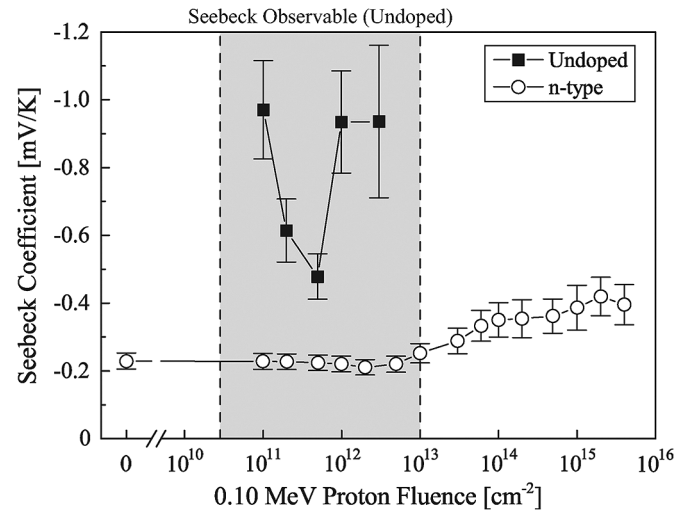 Seebeck Observable (Undoped)
-1.2
-1.0
-0.8
-0.6
-0.4
-0.2
0
Seebeck Coefficient [mV/K]
Undoped
n-type
0 10¹⁰ 10¹¹ 10¹² 10¹³ 10¹⁴ 10¹⁵ 10¹⁶
0.10 MeV Proton Fluence [cm⁻²]